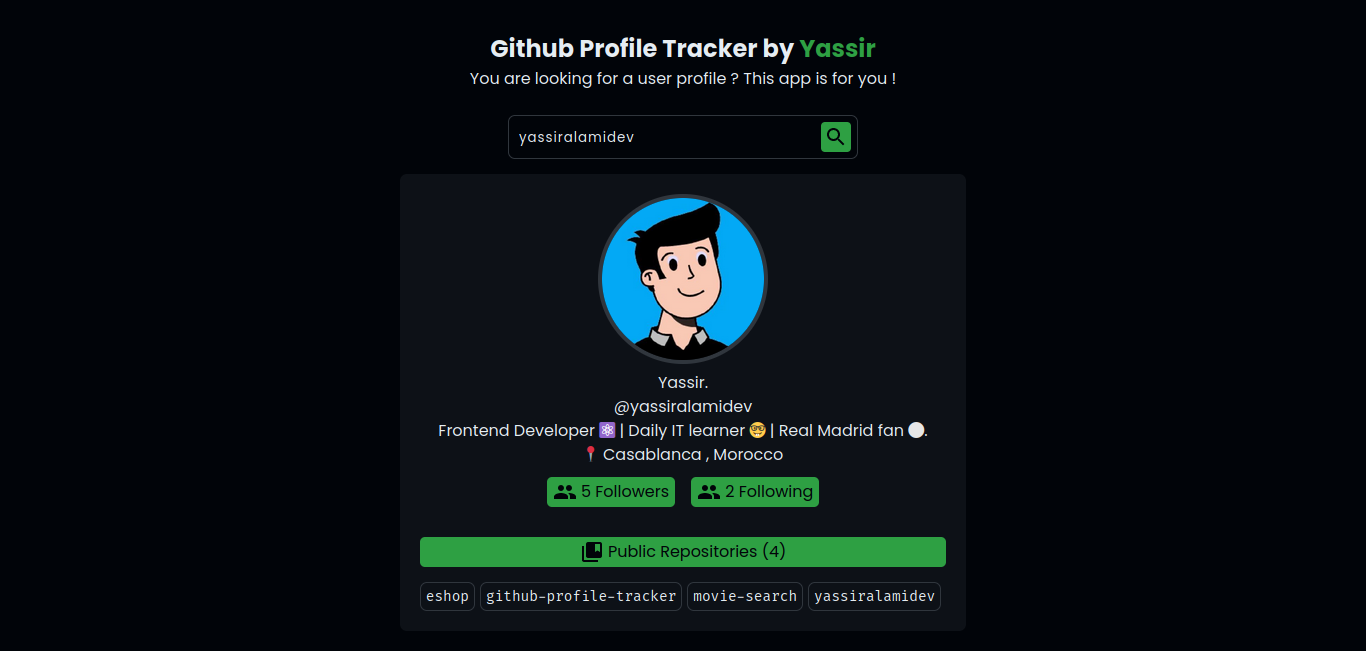 Github Profile Tracker by Yassir
You are looking for a user profile ? This app is for you !
yassiralamidev
Yassir.
@yassiralamidev
Frontend Developer ⚛️ | Daily IT learner 🤓 | Real Madrid fan ⚪.
📍 Casablanca , Morocco
5 Followers 2 Following
Public Repositories (4)
eshop github-profile-tracker movie-search yassiralamidev